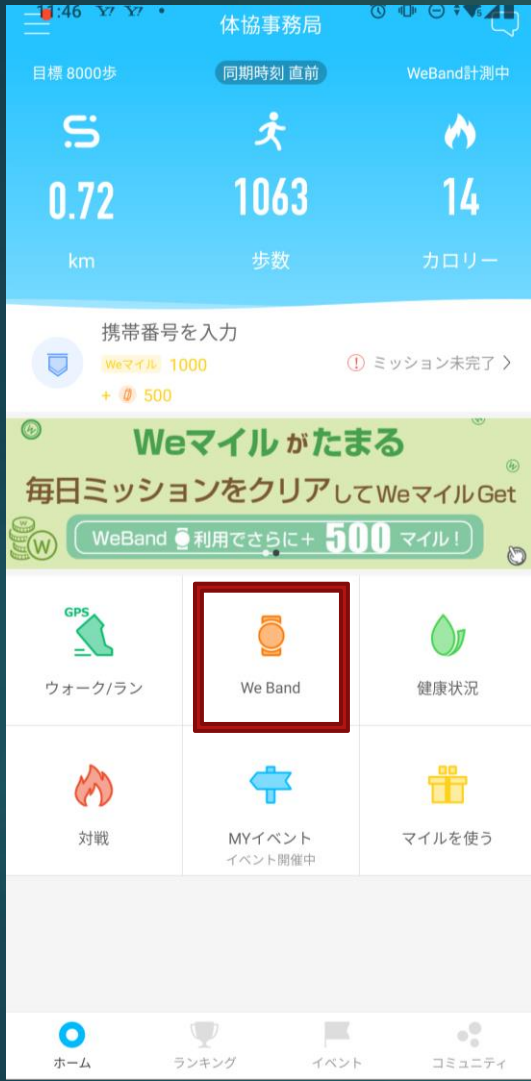 11:46 Y? Y? •
体協事務局
目標 8000歩
同期時刻 直前
WeBand計測中
0.72
1063
14
km
歩数
カロリー
携帯番号を入力
Weマイル 1000
+ 500
ミッション未完了 >
Weマイルがたまる
毎日ミッションをクリアしてWeマイルGet
WeBand 利用でさらに+ 500 マイル!
GPS
ウォーク/ラン
We Band
健康状況
対戦
MYイベント
イベント開催中
マイルを使う
ホーム
ランキング
イベント
コミュニティ